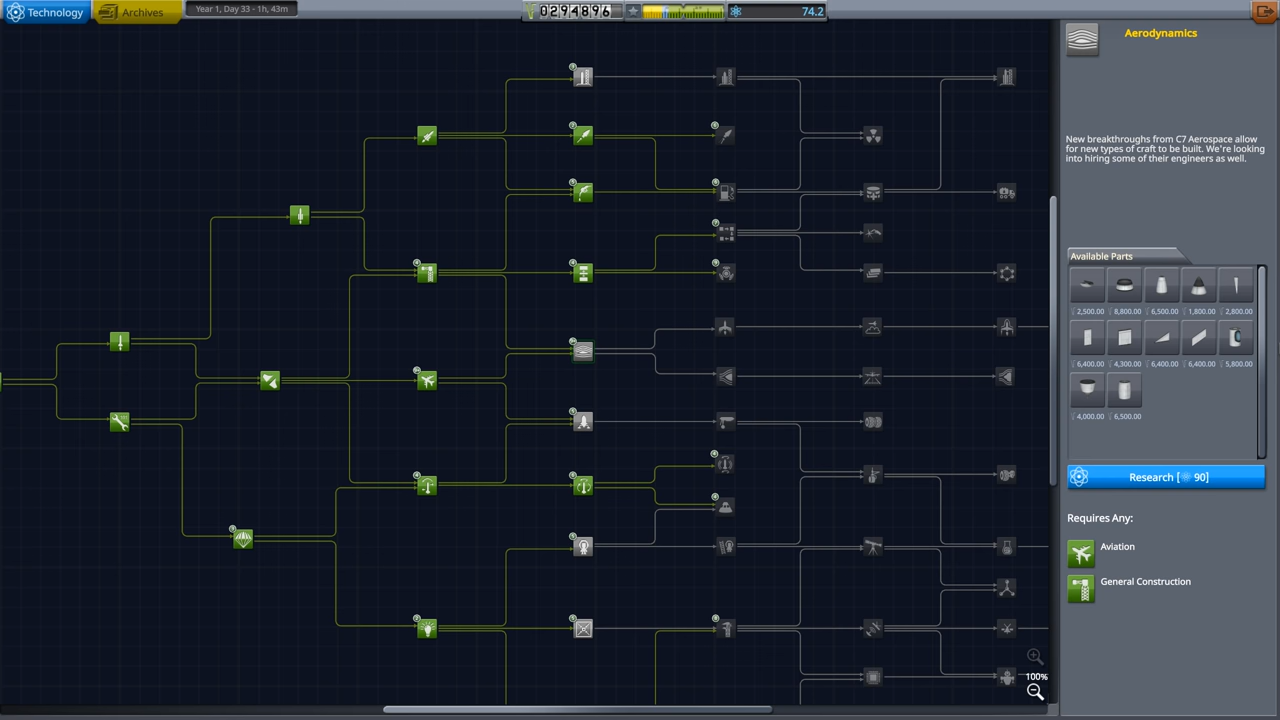 Technology
Archives
Year 1, Day 33 - 1h, 43m
0294896
74.2
Aerodynamics
New breakthroughs from C7 Aerospace allow
for new types of craft to be built. We're looking
into hiring some of their engineers as well.
Available Parts
2,500.00 8,800.00 6,500.00 1,800.00 2,800.00
6,400.00 4,300.00 6,400.00 6,400.00 5,800.00
4,000.00 6,500.00
Research [ 90]
Requires Any:
Aviation
General Construction
100%